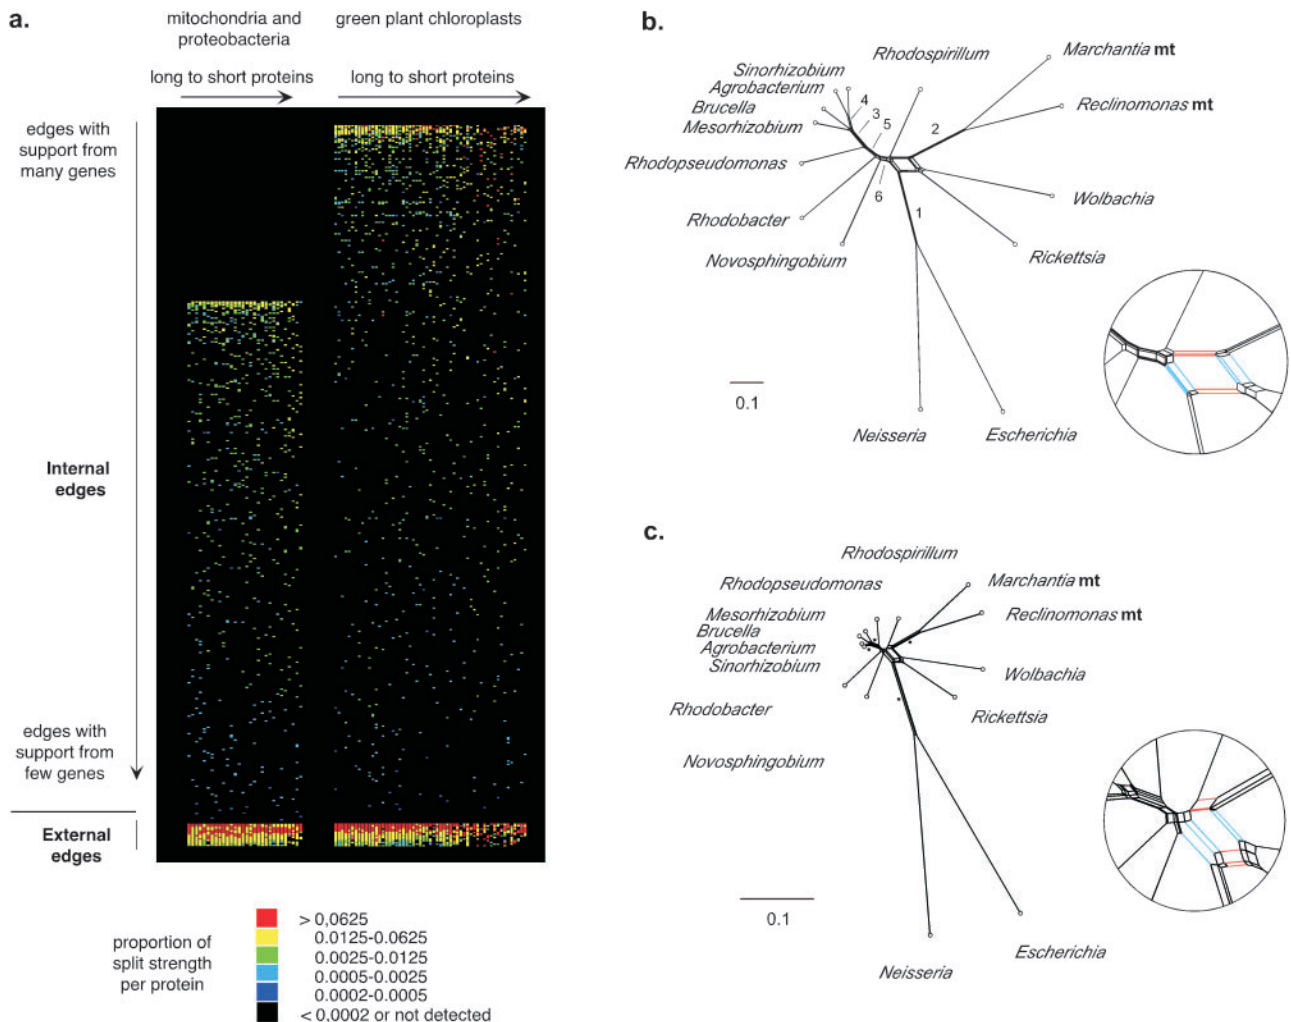 a.
mitochondria and
proteobacteria
green plant chloroplasts
long to short proteins
long to short proteins
edges with
support from
many genes
Internal
edges
edges with
support from
few genes
External
edges
proportion of
split strength
per protein
> 0,0625
0.0125-0.0625
0.0025-0.0125
0.0005-0.0025
0.0002-0.0005
< 0,0002 or not detected
b.
Rhodospirillum
Marchantia mt
Sinorhizobium
Agrobacterium
Brucella
Mesorhizobium
Reclinomonas mt
4
3
5
2
Rhodopseudomonas
6
1
Wolbachia
Rhodobacter
Novosphingobium
Rickettsia
0.1
Neisseria
Escherichia
c.
Rhodospirillum
Rhodopseudomonas
Marchantia mt
Mesorhizobium
Brucella
Agrobacterium
Sinorhizobium
Reclinomonas mt
Wolbachia
Rhodobacter
Rickettsia
Novosphingobium
0.1
Neisseria
Escherichia